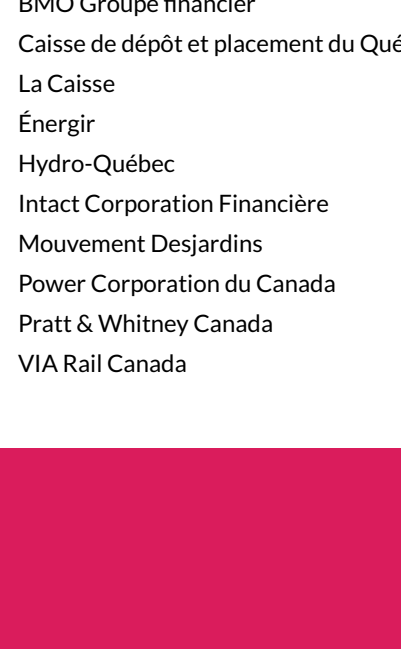 BMO Groupe financier
Caisse de dépôt et placement du Qué
La Caisse
Énergir
Hydro-Québec
Intact Corporation Financière
Mouvement Desjardins
Power Corporation du Canada
Pratt & Whitney Canada
VIA Rail Canada